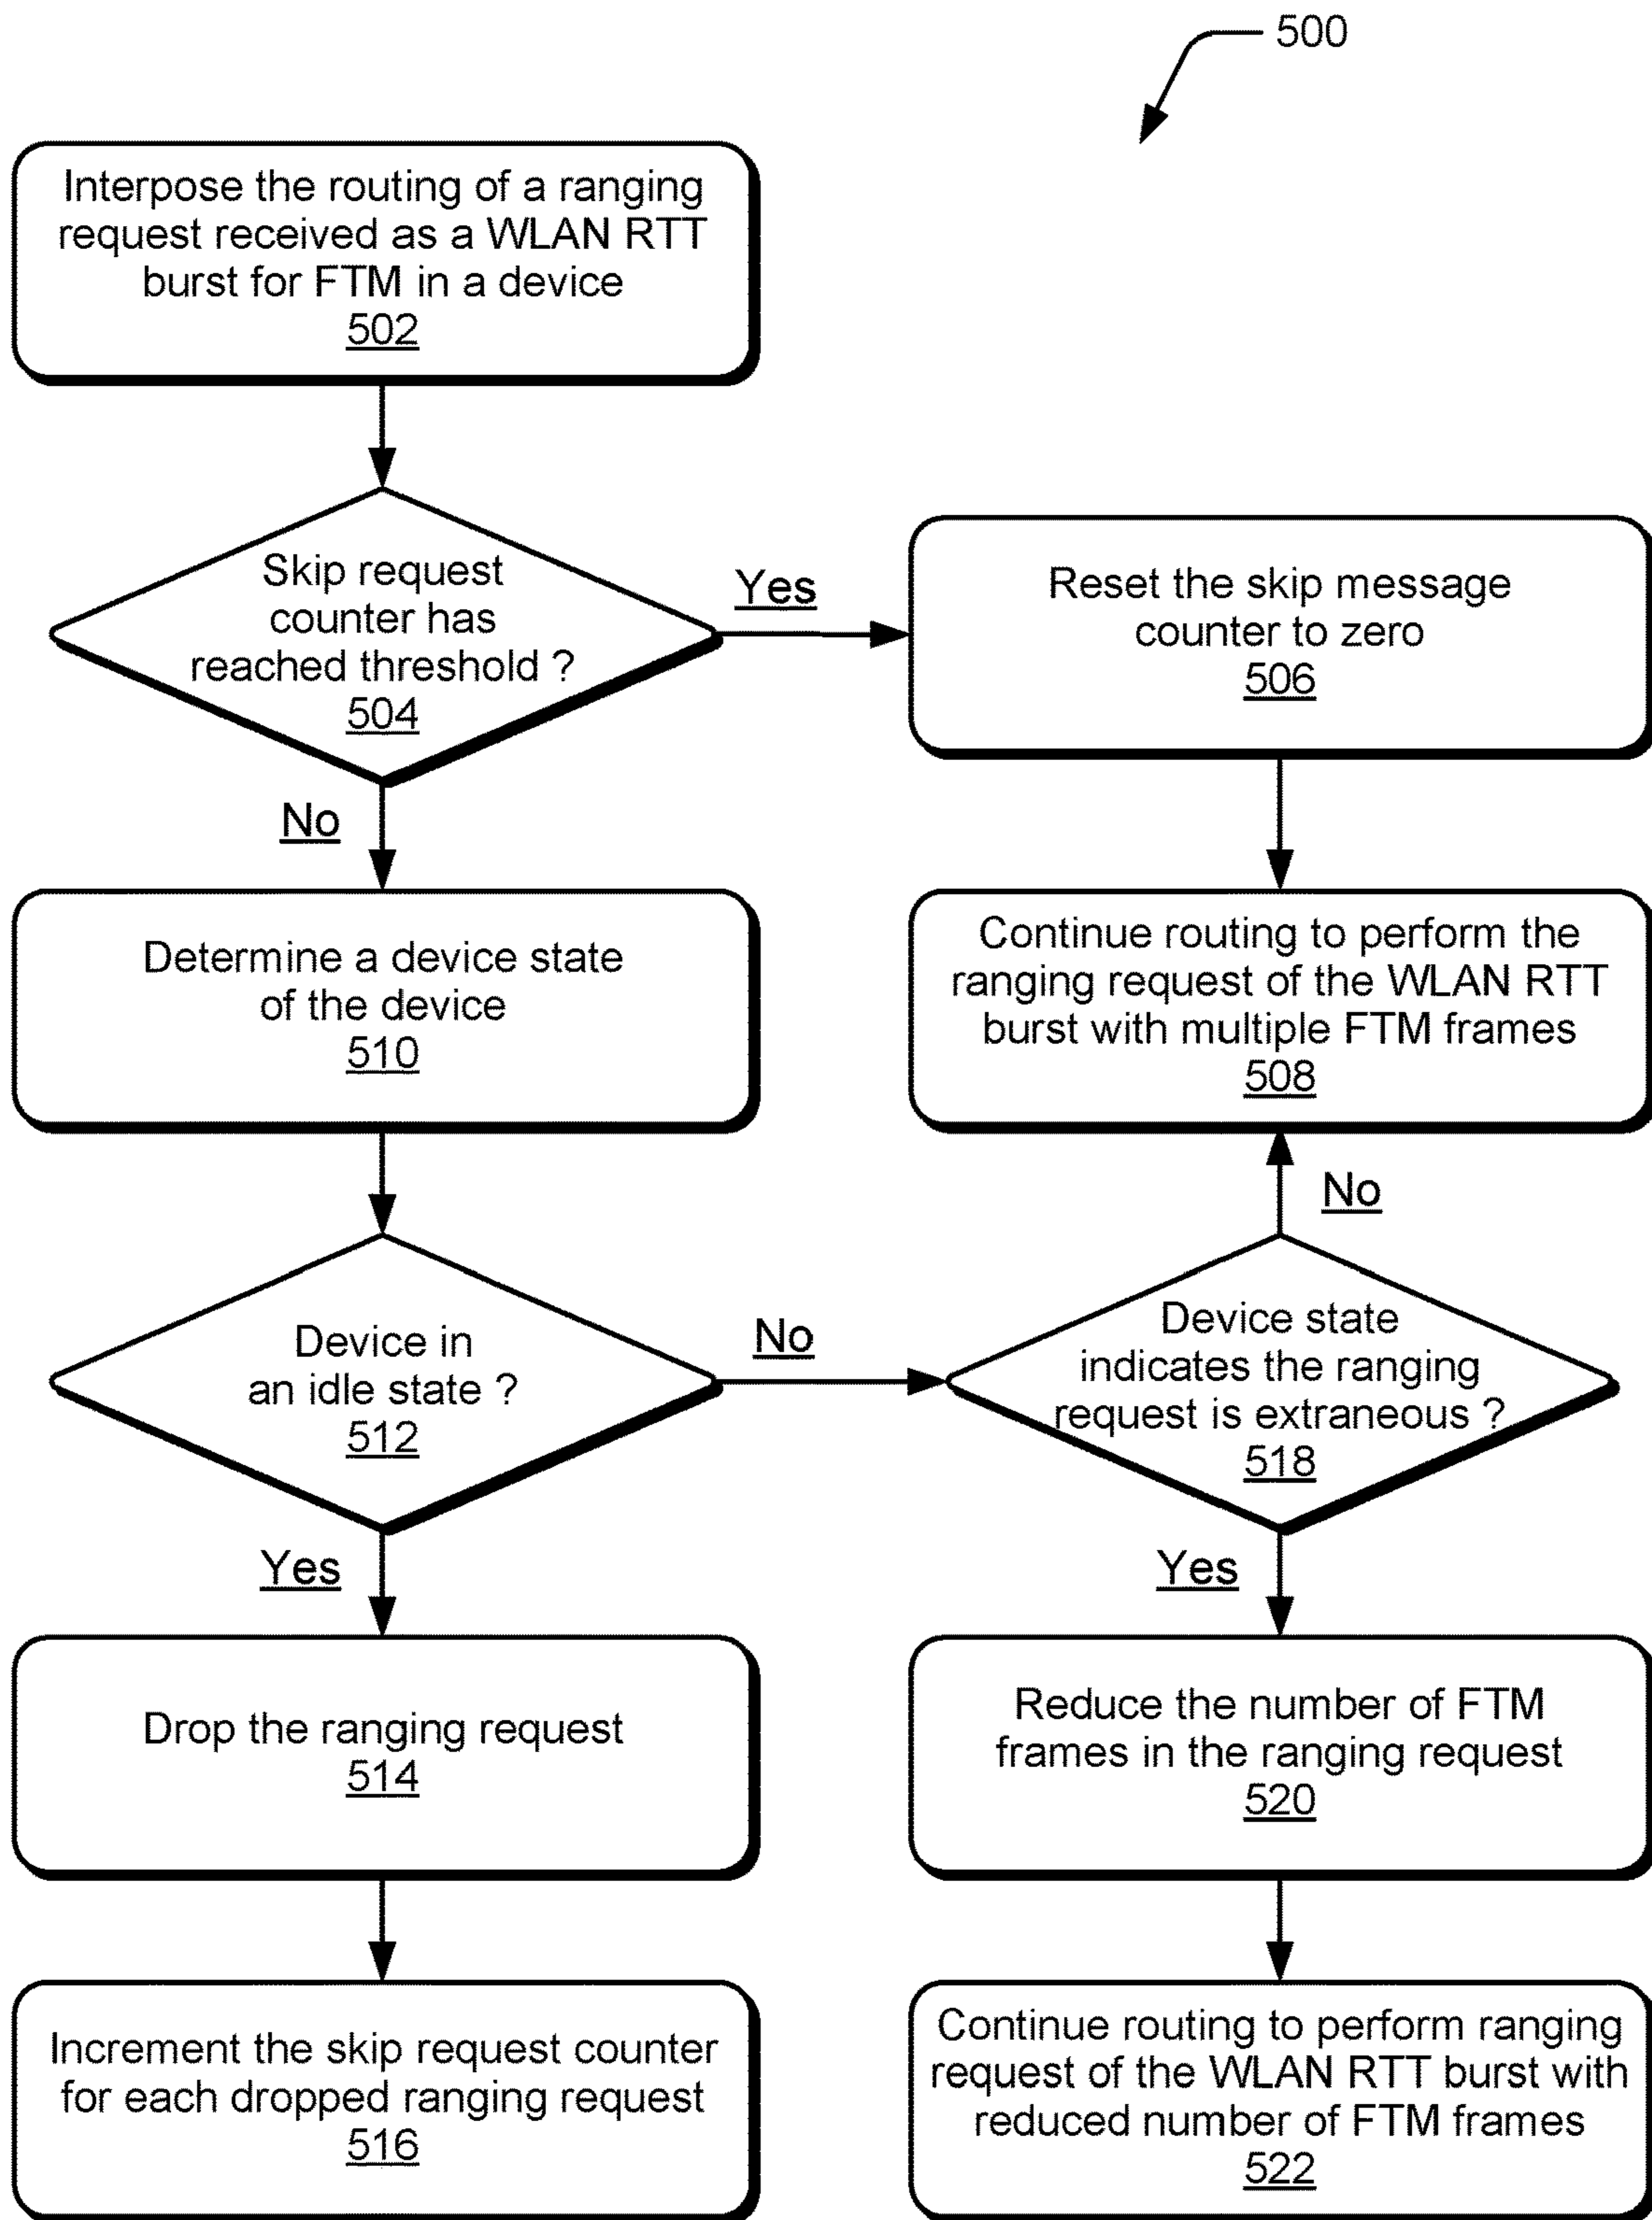 500
Interpose the routing of a ranging
request received as a WLAN RTT
burst for FTM in a device
502
Skip request
counter has
reached threshold ?
504
Yes
No
Reset the skip message
counter to zero
506
Determine a device state
of the device
510
Continue routing to perform the
ranging request of the WLAN RTT
burst with multiple FTM frames
508
No
Device in
an idle state ?
512
No
Yes
Device state
indicates the ranging
request is extraneous ?
518
Yes
Drop the ranging request
514
Reduce the number of FTM
frames in the ranging request
520
Increment the skip request counter
for each dropped ranging request
516
Continue routing to perform ranging
request of the WLAN RTT burst with
reduced number of FTM frames
522